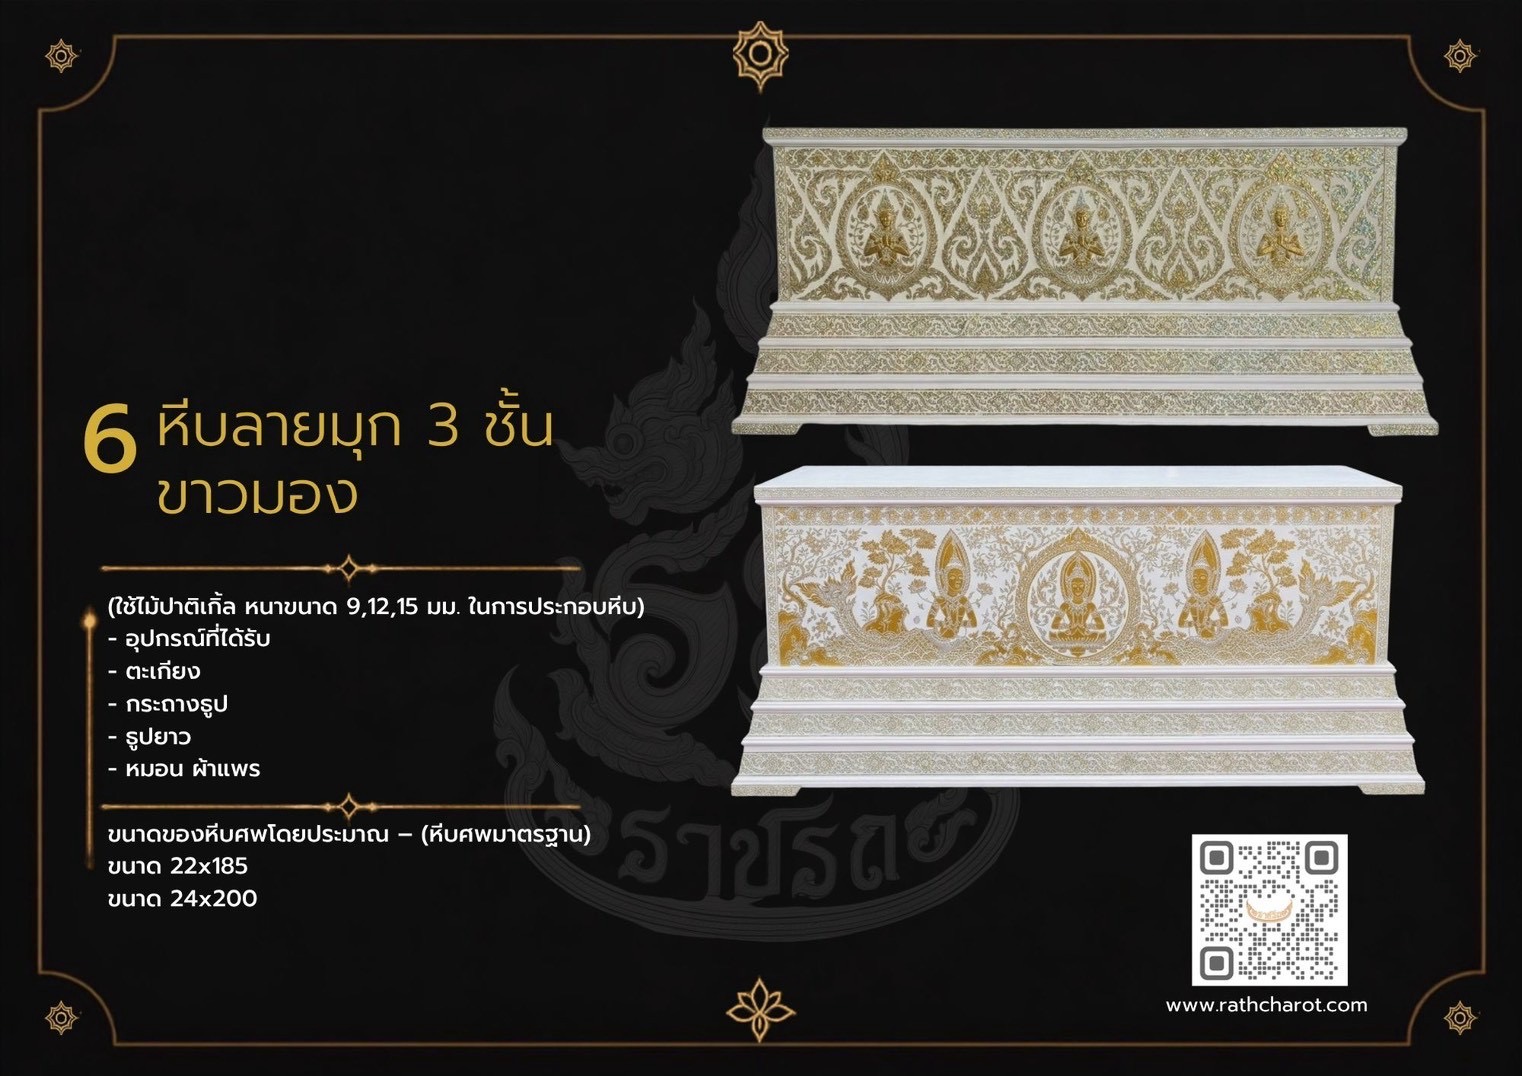 6 หีบลายมุก 3 ชั้น
ขาวมอง
(ใช้ไม้ปาติเกิ้ล หนาขนาด 9,12,15 มม. ในการประกอบหีบ)
- อุปกรณ์ที่ได้รับ
- ตะเกียง
- กระถางธูป
- ธูปยาว
- หมอน ผ้าแพร
ขนาดของหีบศพโดยประมาณ – (หีบศพมาตรฐาน)
ขนาด 22x185
ขนาด 24x200
ราชรถ
www.rathcharot.com